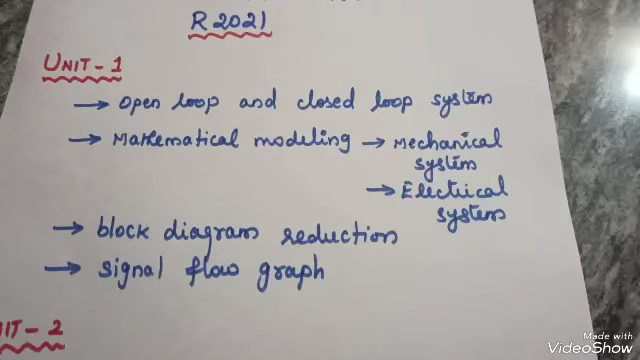 R2021
UNIT-1
→ open loop and closed loop system
→ Mathematical modeling → Mechanical
system
→ Electrical
system
→ block diagram reduction
→ signal flow graph
IT-2
Made with
VideoShow